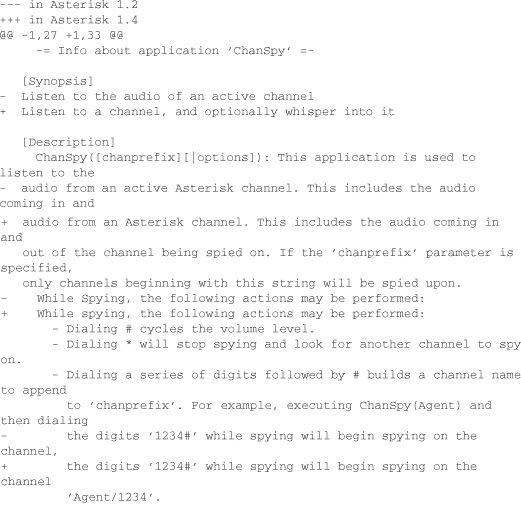 --- in Asterisk 1.2
+++ in Asterisk 1.4
@@ -1,27 +1,33 @@
-= Info about application ’ChanSpy’ =-
[Synopsis]
- Listen to the audio of an active channel
+ Listen to a channel, and optionally whisper into it
[Description]
ChanSpy([chanprefix][|options]): This application is used to
listen to the
- audio from an active Asterisk channel. This includes the audio
coming in and
+ audio from an Asterisk channel. This includes the audio coming in
and
out of the channel being spied on. If the ’chanprefix’ parameter is
specified,
only channels beginning with this string will be spied upon.
- While Spying, the following actions may be performed:
+ While spying, the following actions may be performed:
- Dialing # cycles the volume level.
- Dialing * will stop spying and look for another channel to spy
on.
- Dialing a series of digits followed by # builds a channel name
to append
to ’chanprefix’. For example, executing ChanSpy(Agent) and
then dialing
- the digits ’1234#’ while spying will begin spying on the
channel,
+ the digits ’1234#’ while spying will begin spying on the
channel
’Agent/1234’.